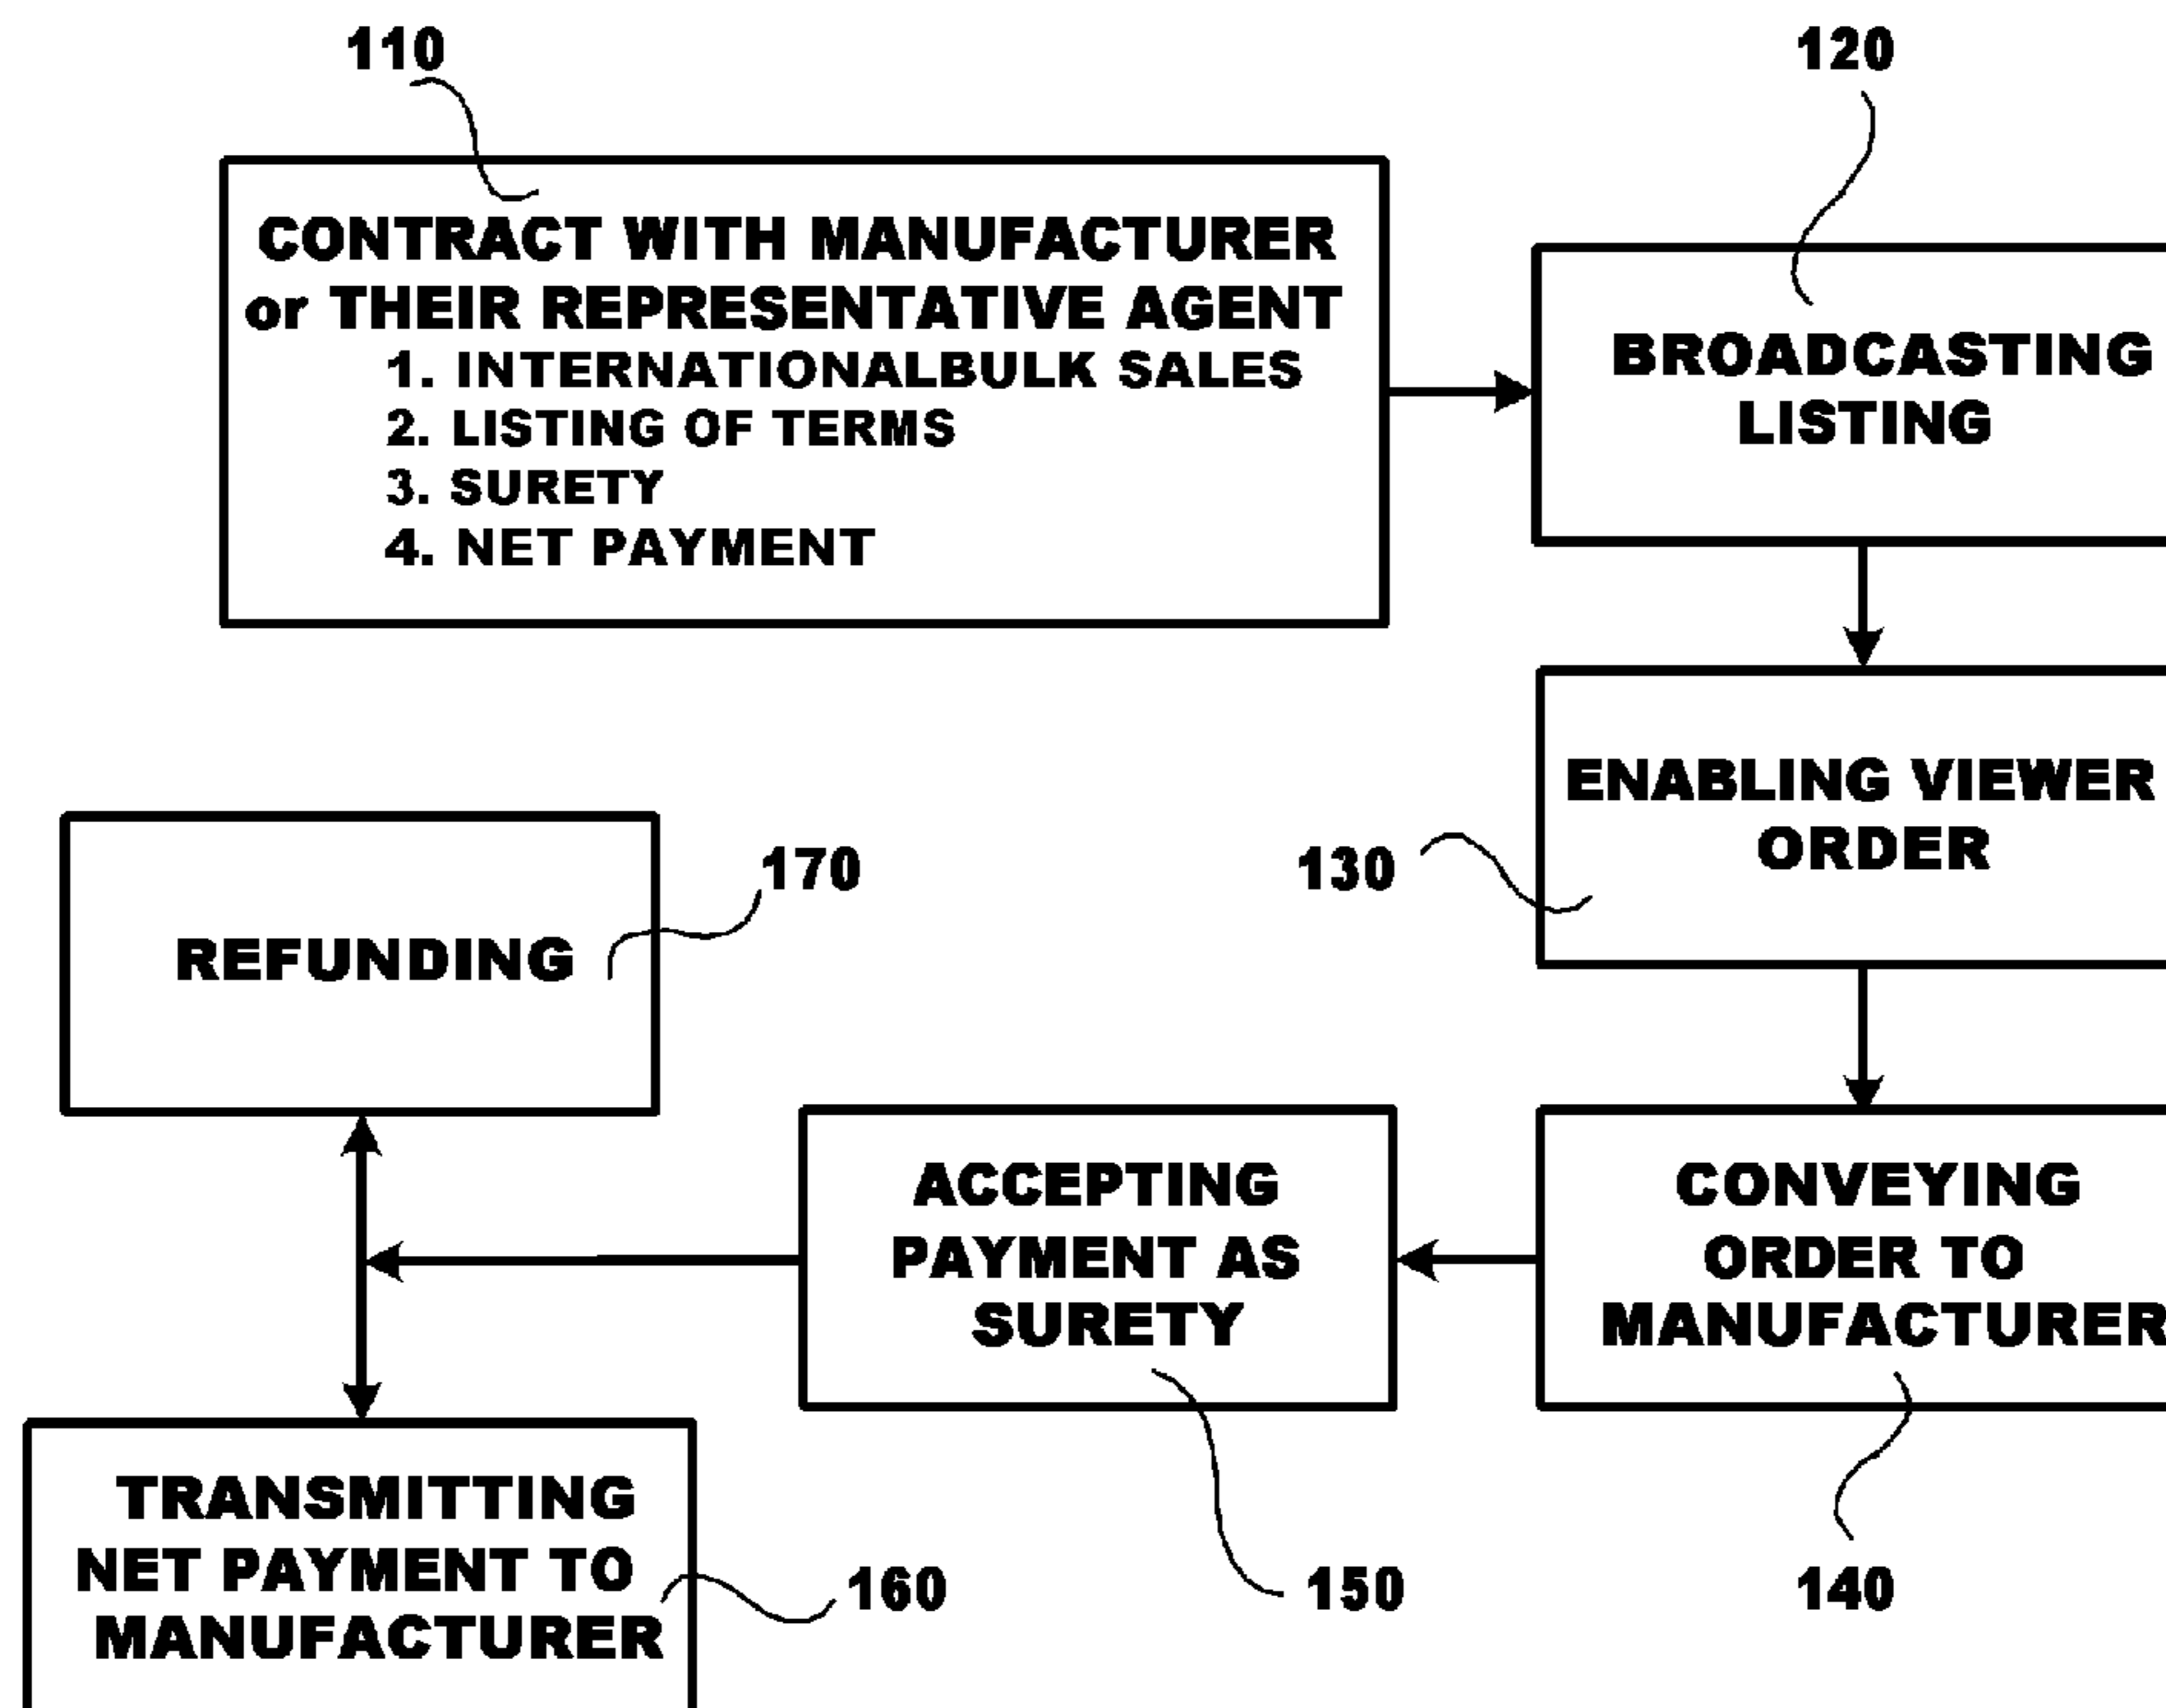 110
120
CONTRACT WITH MANUFACTURER
or THEIR REPRESENTATIVE AGENT
1. INTERNATIONALBULK SALES
2. LISTING OF TERMS
3. SURETY
4. NET PAYMENT
BROADCASTING
LISTING
ENABLING VIEWER
ORDER
130
170
REFUNDING
ACCEPTING
PAYMENT AS
SURETY
CONVEYING
ORDER TO
MANUFACTURER
TRANSMITTING
NET PAYMENT TO
MANUFACTURER
160
150
140